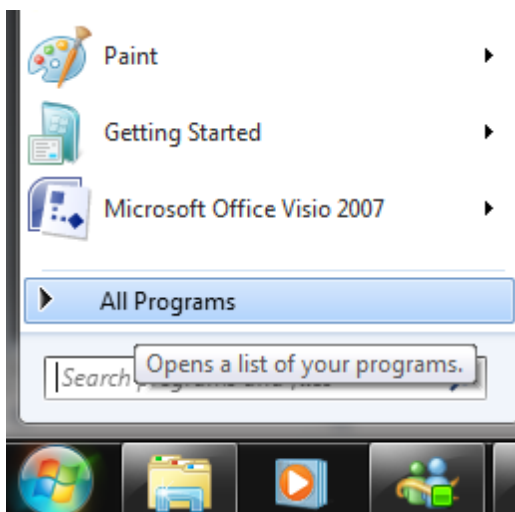 Paint
Getting Started
Microsoft Office Visio 2007
All Programs
Opens a list of your programs.
Search